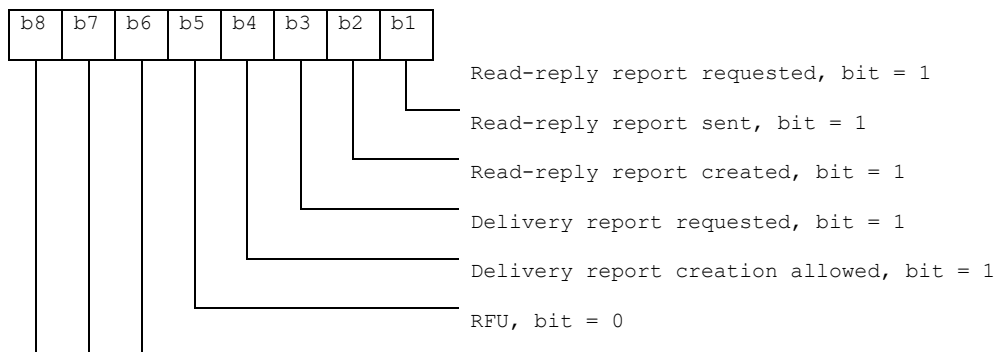 b8 b7 b6 b5 b4 b3 b2 b1
Read-reply report requested, bit = 1
Read-reply report sent, bit = 1
Read-reply report created, bit = 1
Delivery report requested, bit = 1
Delivery report creation allowed, bit = 1
RFU, bit = 0